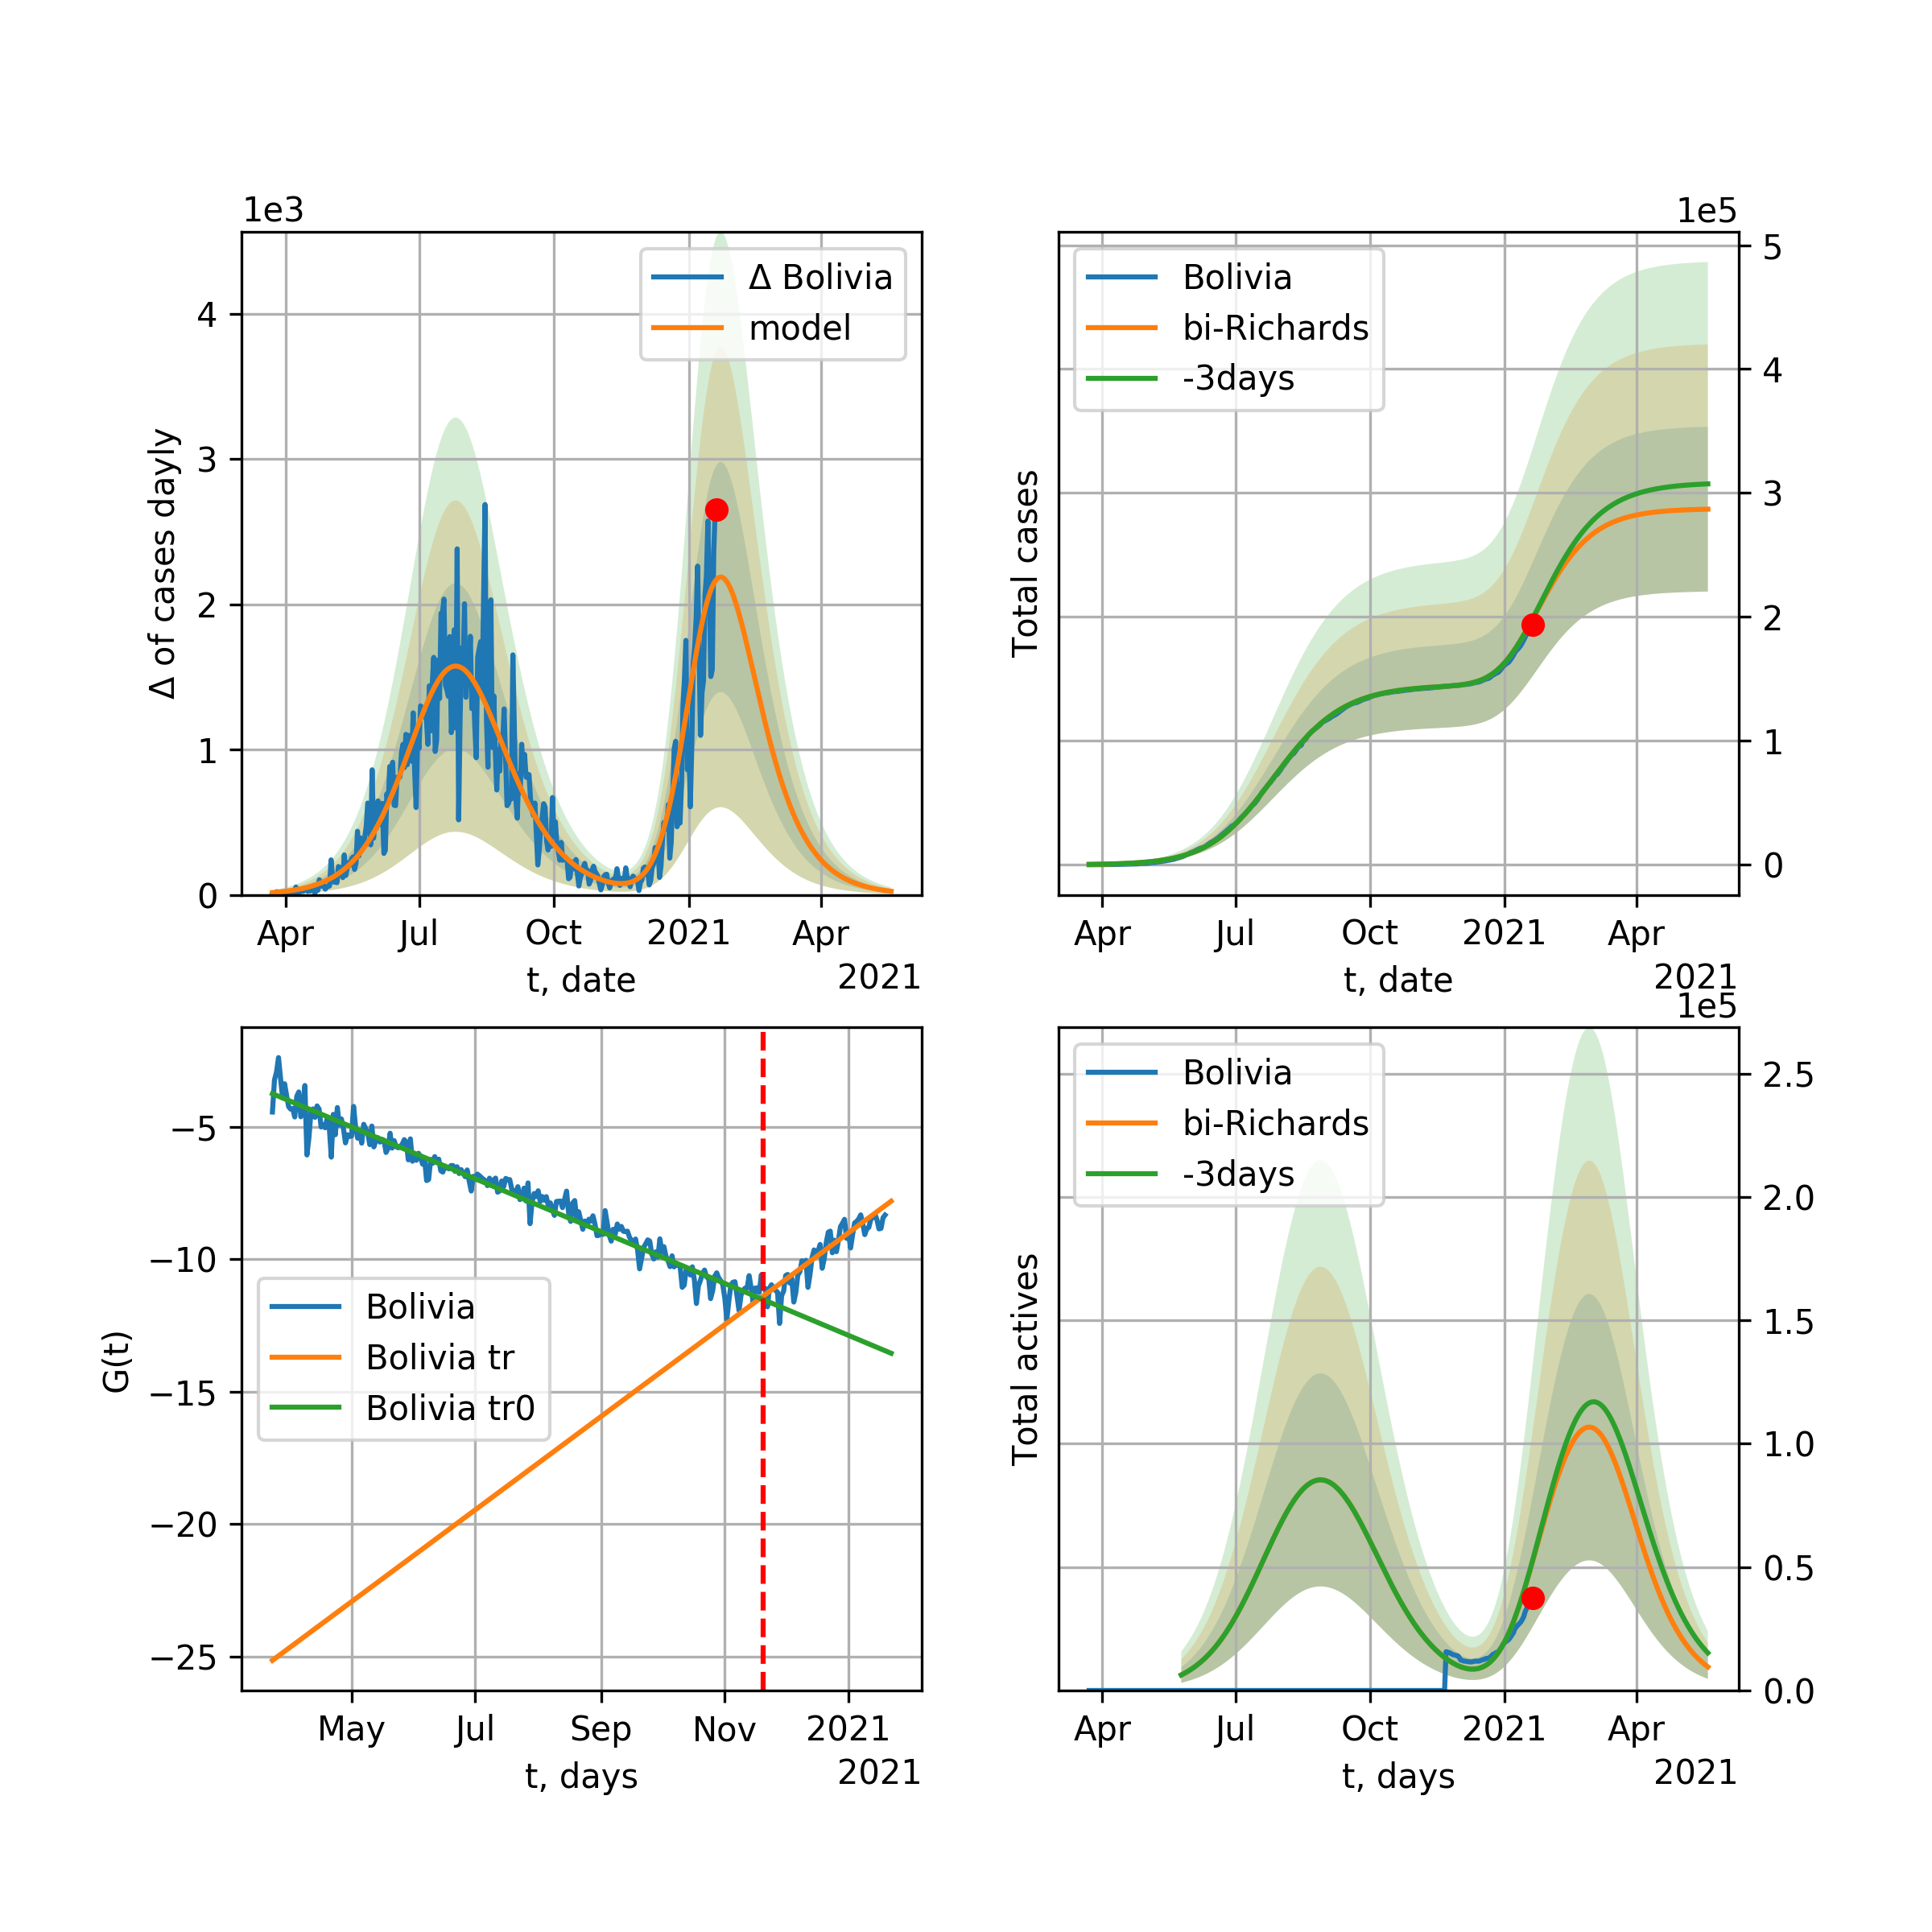 1e3
Δ of cases dayly
4
3
2
1
0
Δ Bolivia
model
Apr
Jul
Oct
2021
Apr
t, date
2021
1e5
Total cases
Bolivia
bi-Richards
-3days
5
4
3
2
1
0
Apr
Jul
Oct
2021
Apr
t, date
2021
G(t)
−5
−10
−15
−20
−25
Bolivia
Bolivia tr
Bolivia tr0
May
Jul
Sep
Nov
2021
t, days
2021
1e5
Total actives
Bolivia
bi-Richards
-3days
2.5
2.0
1.5
1.0
0.5
0.0
Apr
Jul
Oct
2021
Apr
t, days
2021